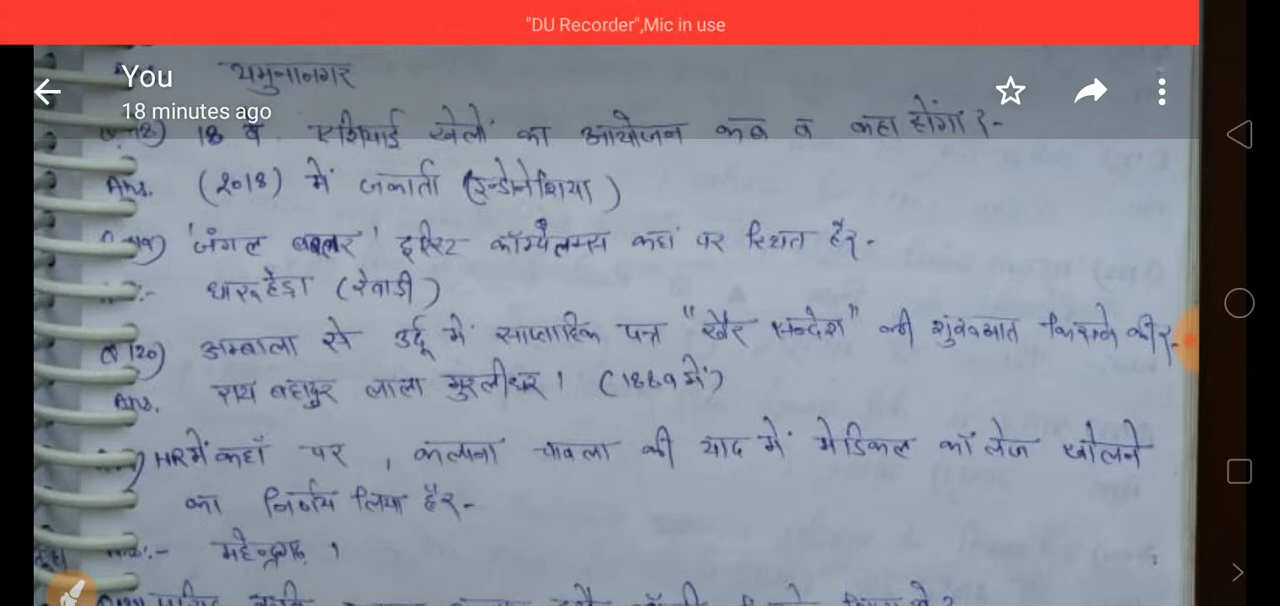 "DU Recorder",Mic in use
यमुनानगर
You
18 minutes ago
18 वें एशियाई खेलों का आयोजन कब व कहा होंगा ?-
Ans. (2018) में जकार्ता (इन्डोनेशिया)
'जंगल बब्लर' टूरिस्ट कॉम्पैलक्स कहां पर स्थित है?-
धारूहेड़ा (रेवाडी)
(Q 120) अम्बाला से उर्दू में साप्ताहिक पत्र "खैर सन्देश" की शुरुआत किसने की?-
Ans. राय बहादुर लाला मुरलीधर। (1889 में)
HR में कहाँ पर, कल्पना चावला की याद में मेडिकल कॉलेज खोलने
का निर्णय लिया है?-
महेन्द्रगढ़।